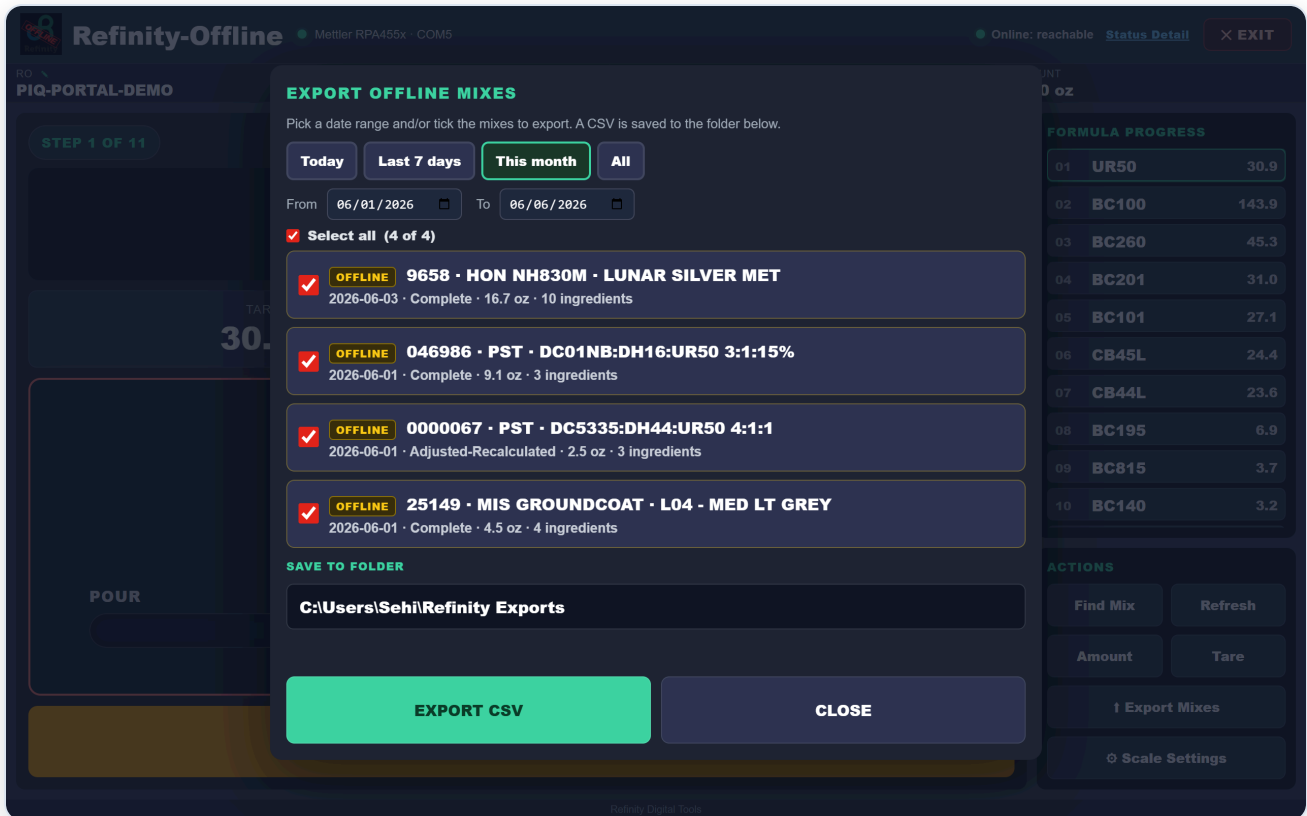 Refinity-Offline
Mettler RPA455x · COM5
Online: reachable
Status Detail
✕ EXIT
RO
PIQ-PORTAL-DEMO
UNT
0 oz
STEP 1 OF 11
TAR
30.
POUR
EXPORT OFFLINE MIXES
Pick a date range and/or tick the mixes to export. A CSV is saved to the folder below.
Today
Last 7 days
This month
All
From 06/01/2026 To 06/06/2026
Select all (4 of 4)
OFFLINE 9658 · HON NH830M · LUNAR SILVER MET
2026-06-03 · Complete · 16.7 oz · 10 ingredients
OFFLINE 046986 · PST · DC01NB:DH16:UR50 3:1:15%
2026-06-01 · Complete · 9.1 oz · 3 ingredients
OFFLINE 0000067 · PST · DC5335:DH44:UR50 4:1:1
2026-06-01 · Adjusted-Recalculated · 2.5 oz · 3 ingredients
OFFLINE 25149 · MIS GROUNDCOAT · L04 - MED LT GREY
2026-06-01 · Complete · 4.5 oz · 4 ingredients
SAVE TO FOLDER
C:\Users\Sehi\Refinity Exports
EXPORT CSV
CLOSE
FORMULA PROGRESS
01 UR50 30.9
02 BC100 143.9
03 BC260 45.3
04 BC201 31.0
05 BC101 27.1
06 CB45L 24.4
07 CB44L 23.6
08 BC195 6.9
09 BC815 3.7
10 BC140 3.2
ACTIONS
Find Mix
Refresh
Amount
Tare
⬆ Export Mixes
⚙ Scale Settings
Refinity Digital Tools